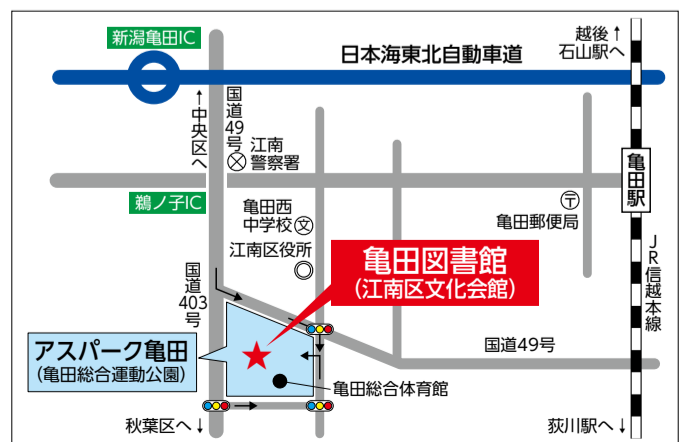 新潟亀田IC
日本海東北自動車道
越後↑
石山駅へ
↑中央区へ
国道49号
江南
警察署
鵜ノ子IC
亀田西
中学校
文
江南区役所
〒
亀田郵便局
亀田駅
JR信越本線
国道403号
亀田図書館
(江南区文化会館)
アスパーク亀田
(亀田総合運動公園)
国道49号
亀田総合体育館
秋葉区へ↓
荻川駅へ↓